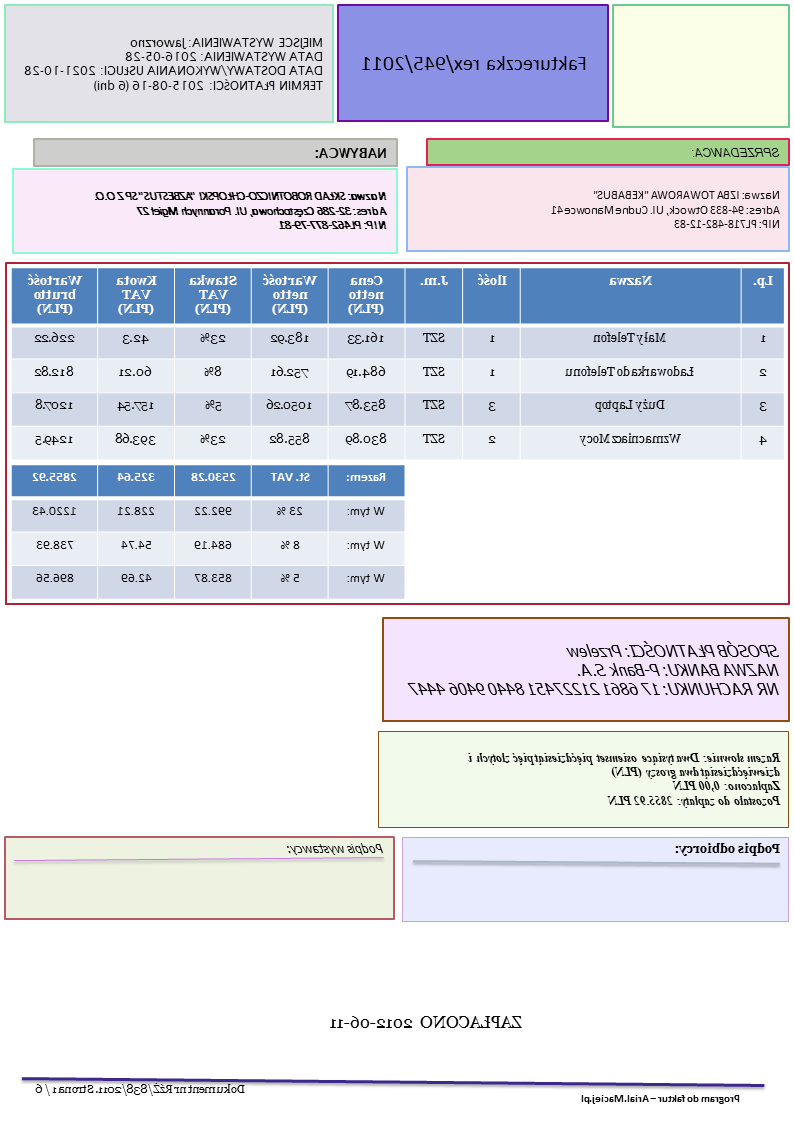 Faktureczka rex/945/2011
MIEJSCE WYSTAWIENIA: Jaworzno
DATA WYSTAWIENIA: 2016-05-28
DATA DOSTAWY/WYKONANIA USŁUGI: 2021-10-28
TERMIN PŁATNOŚCI: 2015-08-16 (6 dni)
SPRZEDAWCA:
Nazwa: IZBA TOWAROWA "KEBABUS"
Adres: 94-833 Otwock, Ul. Cudne Manowce 41
NIP: PL718-482-12-83
NABYWCA:
Nazwa: SKŁAD ROBOTNICZO-CHŁOPSKI "AZBESTUS" SP Z O.O.
Adres: 32-286 Częstochowa, Ul. Porannych Mgieł 27
NIP: PL462-877-79-81
Lp. Nazwa Ilość J.m. Cena netto (PLN) Wartość netto (PLN) Stawka VAT (PLN) Kwota VAT (PLN) Wartość brutto (PLN)
1 Mały Telefon 1 SZT 161.33 183.92 23% 42.3 226.22
2 Ładowarka do Telefonu 1 SZT 684.19 752.61 8% 60.21 812.82
3 Duży Laptop 3 SZT 853.87 1050.26 5% 157.54 1207.8
4 Wzmacniacz Mocy 2 SZT 830.89 855.82 23% 393.68 1249.5
Razem: St. VAT 2530.28 325.64 2855.92
W tym: 23 % 992.22 228.21 1220.43
W tym: 8 % 684.19 54.74 738.93
W tym: 5 % 853.87 42.69 896.56
SPOSÓB PŁATNOŚCI: Przelew
NAZWA BANKU: P-Bank S.A.
NR RACHUNKU: 17 6861 2122 7451 8440 9406 4447
Razem słownie: Dwa tysiące osiemset pięćdziesiąt pięć złotych i
dziewięćdziesiąt dwa groszy (PLN)
Zapłacono: 0,00 PLN
Pozostało do zapłaty: 2855.92 PLN
Podpis odbiorcy:
Podpis wystawcy:
ZAPŁACONO 2012-06-11
Program do faktur – Arial.Maciej.pl
Dokument nr RŻŹ/838/2011. Strona 1 / 6